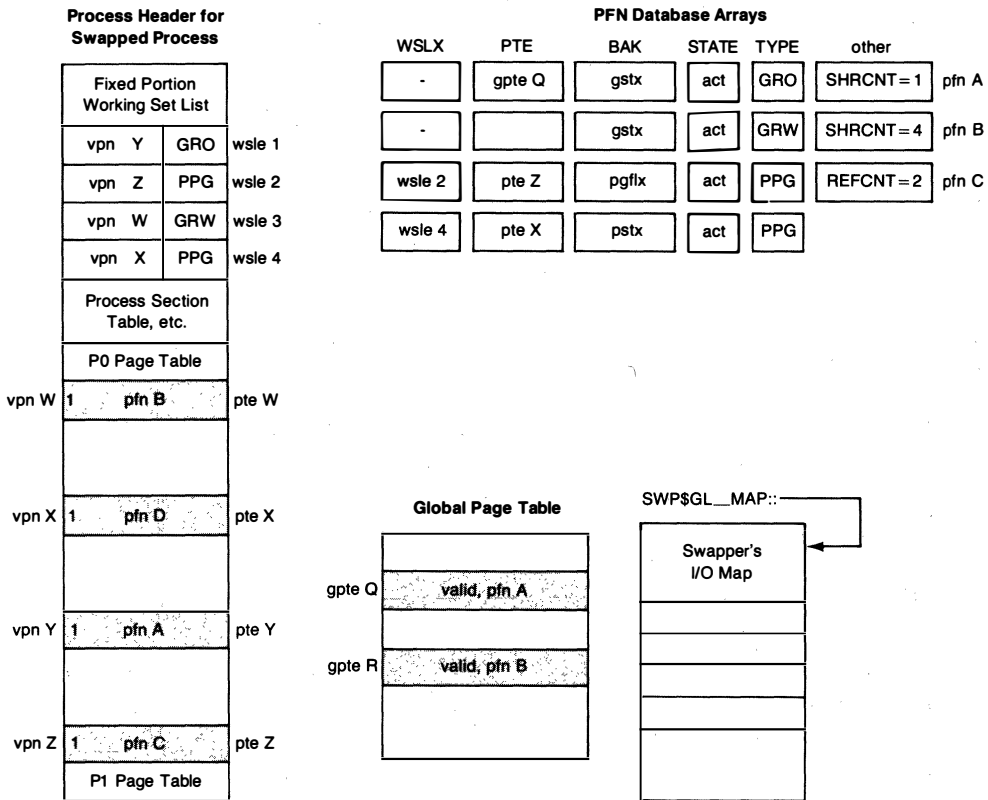 Process Header for
Swapped Process
Fixed Portion
Working Set List
vpn Y GRO wsle 1
vpn Z PPG wsle 2
vpn W GRW wsle 3
vpn X PPG wsle 4
Process Section
Table, etc.
P0 Page Table
vpn W 1 pfn B pte W
vpn X 1 pfn D pte X
vpn Y 1 pfn A pte Y
vpn Z 1 pfn C pte Z
P1 Page Table
PFN Database Arrays
WSLX PTE BAK STATE TYPE other
- gpte Q gstx act GRO SHRCNT=1 pfn A
- gstx act GRW SHRCNT=4 pfn B
wsle 2 pte Z pgflx act PPG REFCNT=2 pfn C
wsle 4 pte X pstx act PPG
Global Page Table
gpte Q valid, pfn A
gpte R valid, pfn B
SWP$GL__MAP::
Swapper's
I/O Map